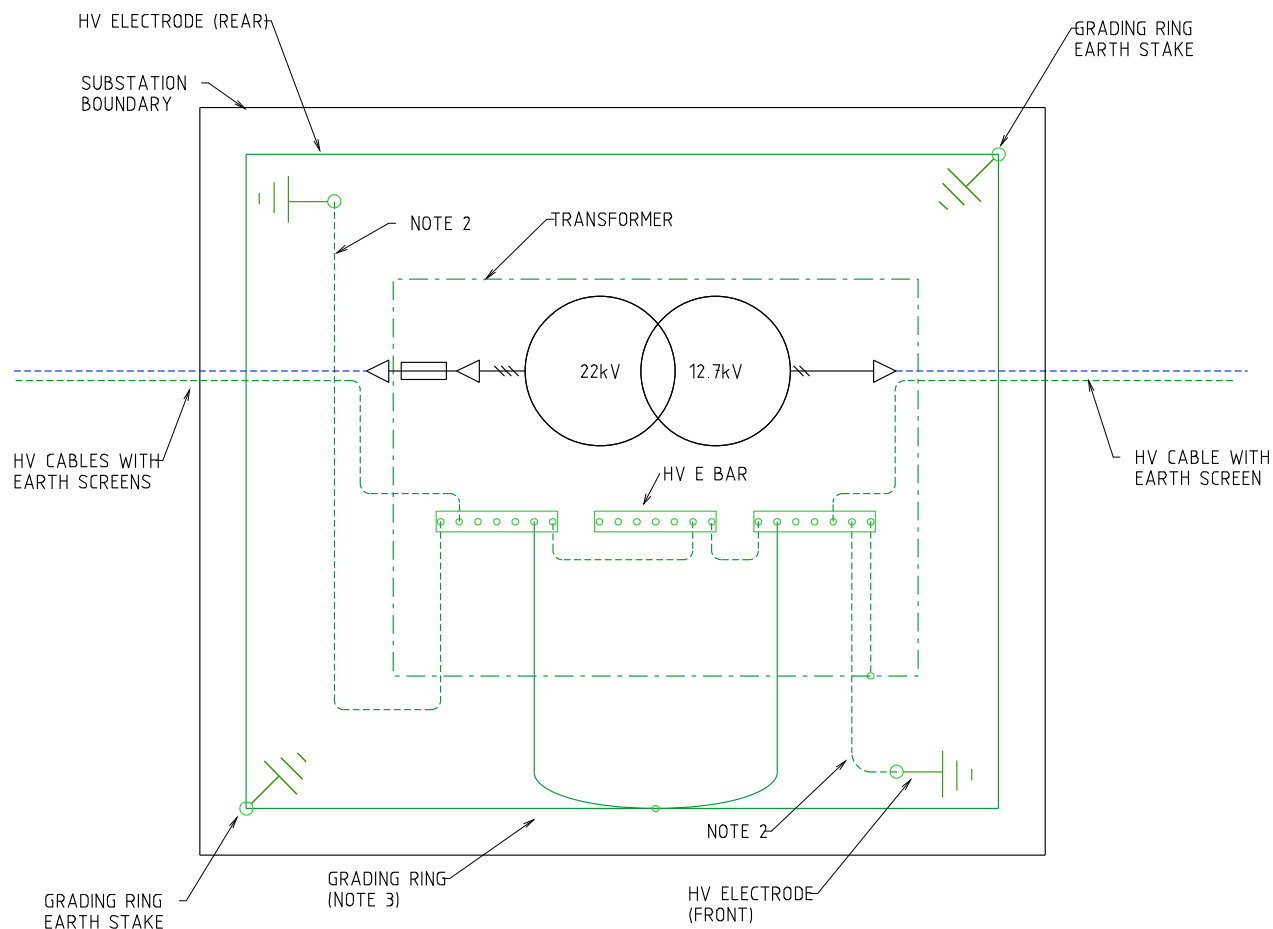 HV ELECTRODE (REAR)
GRADING RING
EARTH STAKE
SUBSTATION
BOUNDARY
NOTE 2
TRANSFORMER
22kV
12.7kV
HV CABLES WITH
EARTH SCREENS
HV E BAR
HV CABLE WITH
EARTH SCREEN
NOTE 2
GRADING RING
(NOTE 3)
HV ELECTRODE
(FRONT)
GRADING RING
EARTH STAKE